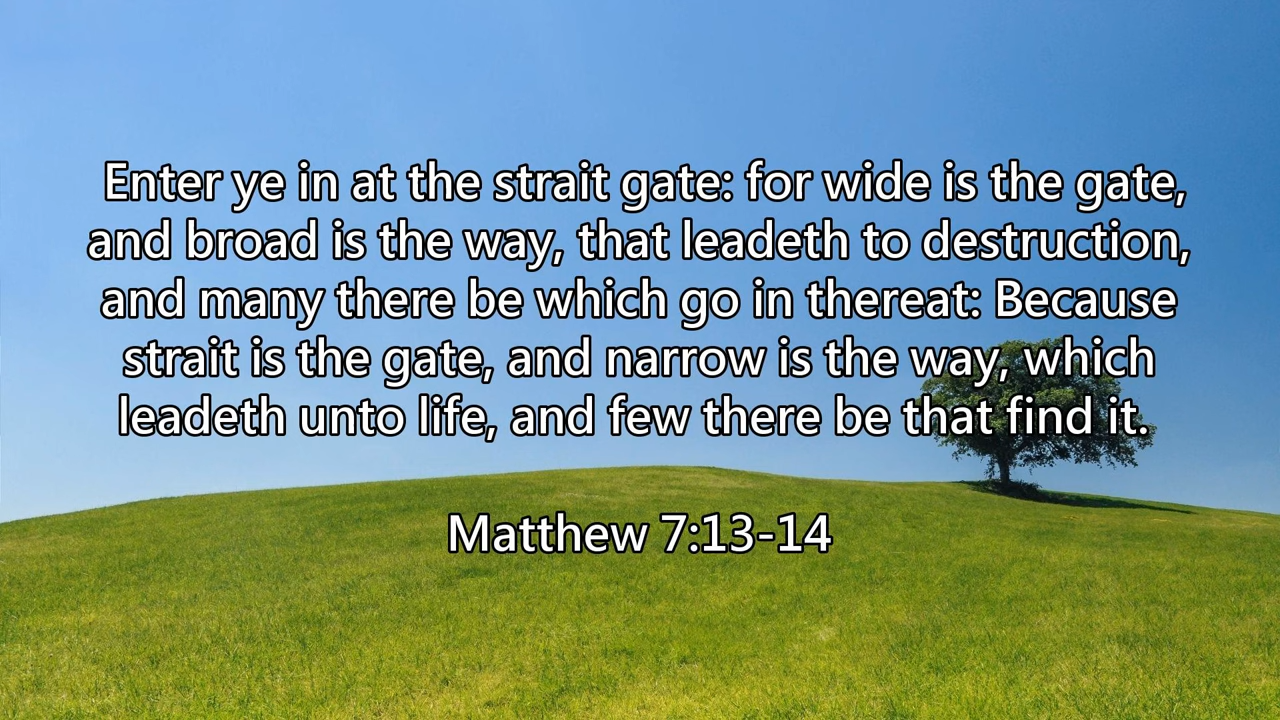 Enter ye in at the strait gate: for wide is the gate,
and broad is the way, that leadeth to destruction,
and many there be which go in thereat: Because
strait is the gate, and narrow is the way, which
leadeth unto life, and few there be that find it.
Matthew 7:13-14